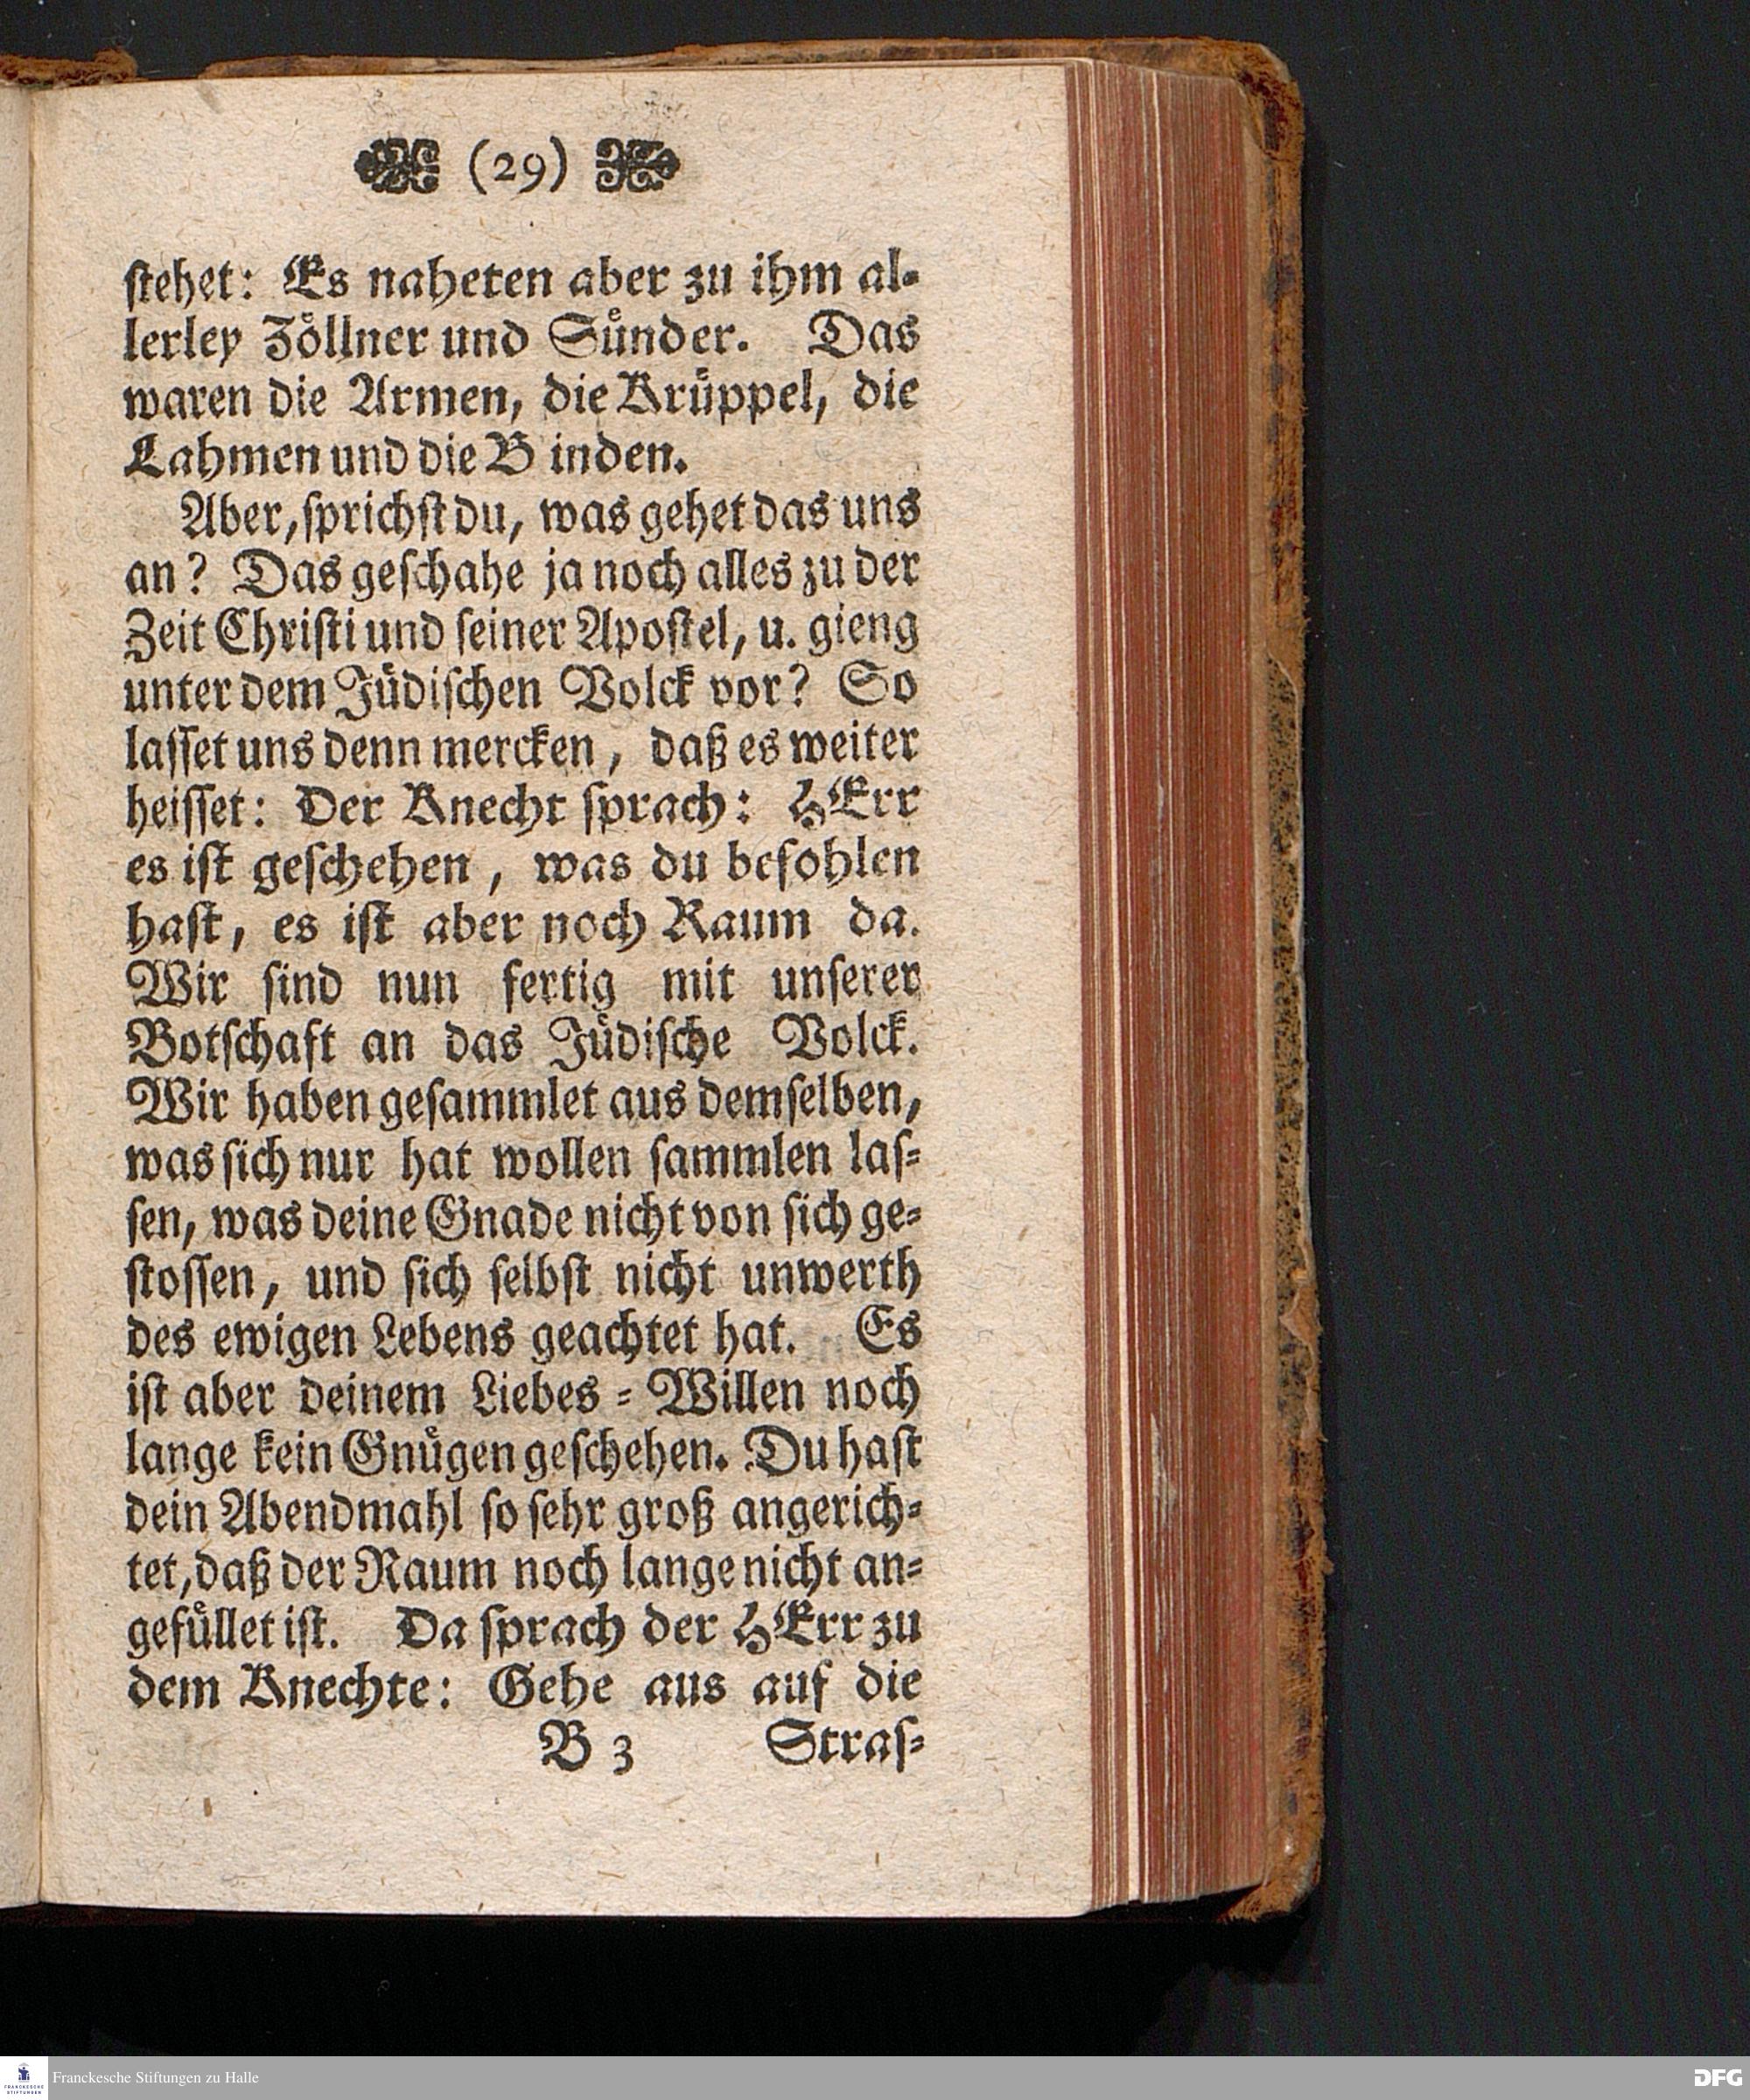 (29)
ſtehet: Es naheten aber zu ihm al-
lerley Zöllner und Sünder. Das
waren die Armen, die Krüppel, die
Lahmen und die B inden.
Aber, ſprichſt du, was gehet das uns
an? Das geſchahe ja noch alles zu der
Zeit Chriſti und ſeiner Apoſtel, u. gieng
unter dem Jüdiſchen Volck vor? So
laſſet uns denn mercken, daß es weiter
heiſſet: Der Knecht ſprach: HErr
es iſt geſchehen, was du befohlen
haſt, es iſt aber noch Raum da.
Wir ſind nun fertig mit unſerer
Botſchaft an das Jüdiſche Volck.
Wir haben geſammlet aus demſelben,
was ſich nur hat wollen ſammlen laſ-
ſen, was deine Gnade nicht von ſich ge-
ſtoſſen, und ſich ſelbſt nicht unwerth
des ewigen Lebens geachtet hat. Es
iſt aber deinem Liebes-Willen noch
lange kein Gnügen geſchehen. Du haſt
dein Abendmahl ſo ſehr groß angerich-
tet, daß der Raum noch lange nicht an-
gefüllet iſt. Da ſprach der HErr zu
dem Knechte: Gehe aus auf die
B 3 Straſ-
FRANCKESCHE
STIFTUNGEN
Franckesche Stiftungen zu Halle
DFG